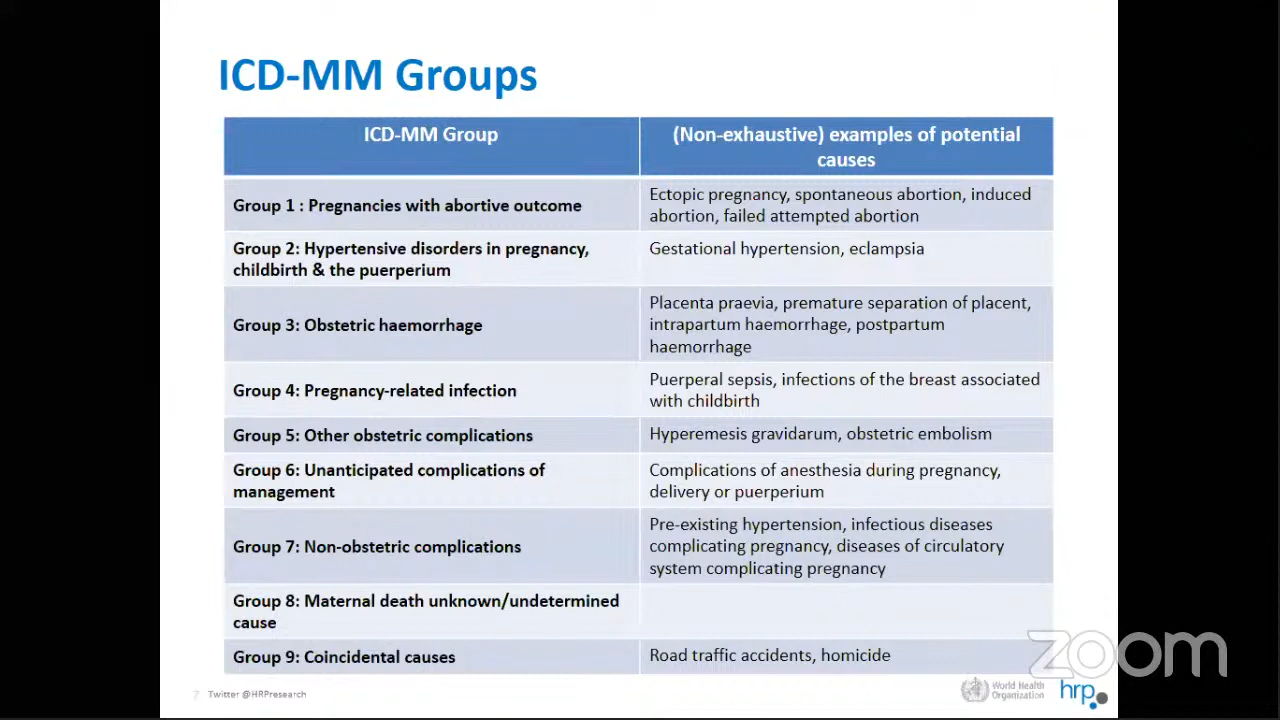 ICD-MM Groups
ICD-MM Group
(Non-exhaustive) examples of potential
causes
Group 1 : Pregnancies with abortive outcome
Ectopic pregnancy, spontaneous abortion, induced
abortion, failed attempted abortion
Group 2: Hypertensive disorders in pregnancy,
childbirth & the puerperium
Gestational hypertension, eclampsia
Group 3: Obstetric haemorrhage
Placenta praevia, premature separation of placent,
intrapartum haemorrhage, postpartum
haemorrhage
Group 4: Pregnancy-related infection
Puerperal sepsis, infections of the breast associated
with childbirth
Group 5: Other obstetric complications
Hyperemesis gravidarum, obstetric embolism
Group 6: Unanticipated complications of
management
Complications of anesthesia during pregnancy,
delivery or puerperium
Group 7: Non-obstetric complications
Pre-existing hypertension, infectious diseases
complicating pregnancy, diseases of circulatory
system complicating pregnancy
Group 8: Maternal death unknown/undetermined
cause
Group 9: Coincidental causes
Road traffic accidents, homicide
zoom
7 Twitter @HRPresearch
World Health
Organization
hrp